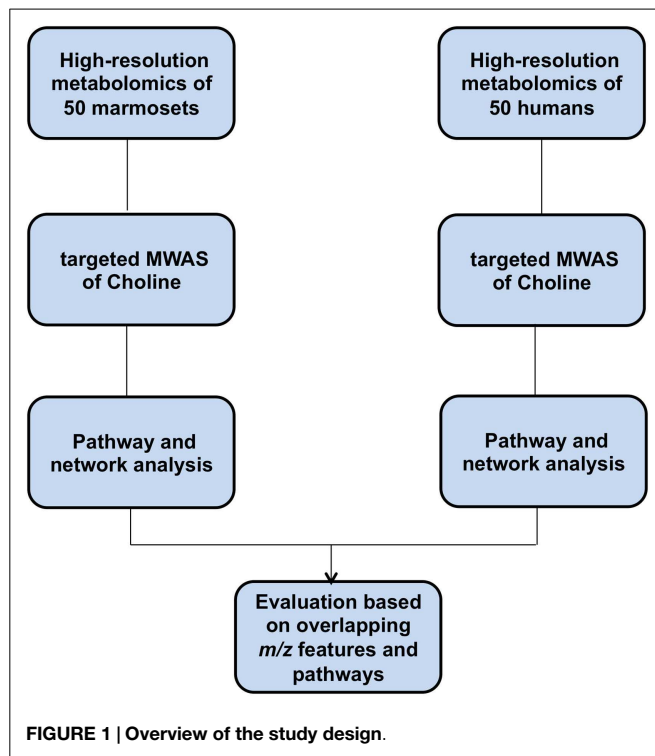 High-resolution
metabolomics of
50 marmosets
High-resolution
metabolomics of
50 humans
targeted MWAS
of Choline
targeted MWAS
of Choline
Pathway and
network analysis
Pathway and
network analysis
Evaluation based
on overlapping
m/z features and
pathways
FIGURE 1 | Overview of the study design.